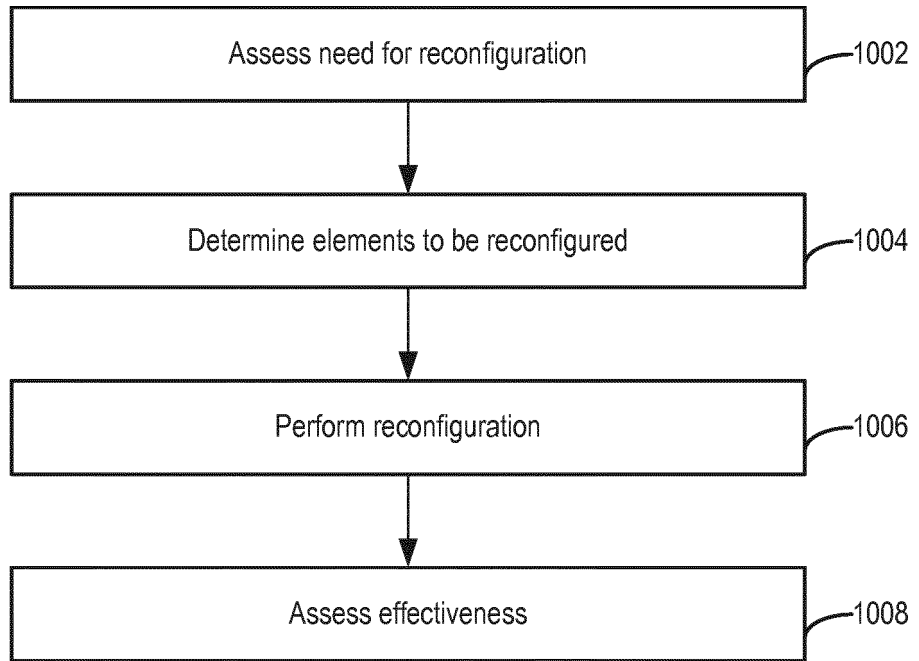 Assess need for reconfiguration
1002
Determine elements to be reconfigured
1004
Perform reconfiguration
1006
Assess effectiveness
1008